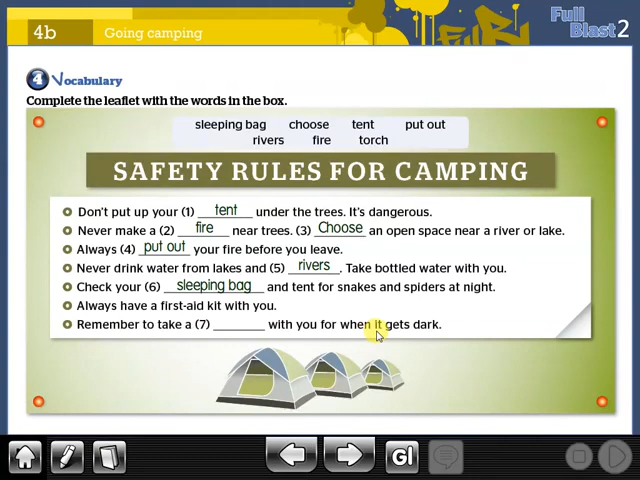 4b Going camping
Full Blast 2
4 Vocabulary
Complete the leaflet with the words in the box.
sleeping bag choose tent put out
rivers fire torch
SAFETY RULES FOR CAMPING
Don't put up your (1) tent under the trees. It's dangerous.
Never make a (2) fire near trees. (3) Choose an open space near a river or lake.
Always (4) put out your fire before you leave.
Never drink water from lakes and (5) rivers. Take bottled water with you.
Check your (6) sleeping bag and tent for snakes and spiders at night.
Always have a first-aid kit with you.
Remember to take a (7) ________ with you for when it gets dark.
Gl